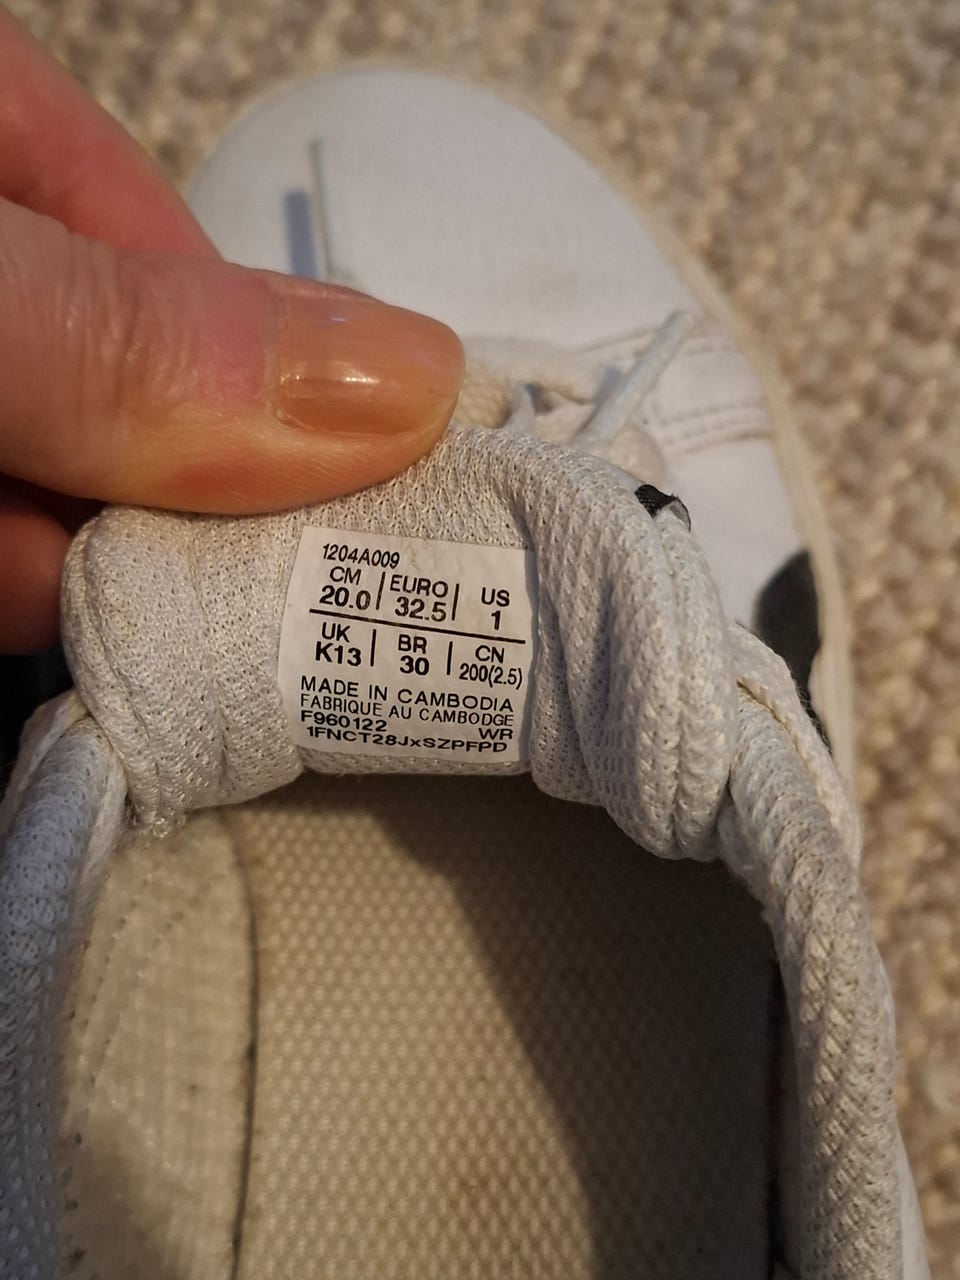 1204A009
CM | EURO | US
20.0 | 32.5 | 1
UK | BR | CN
K13 | 30 | 200(2.5)
MADE IN CAMBODIA
FABRIQUE AU CAMBODGE
F960122 WR
1FNCT28JxSZPFPD